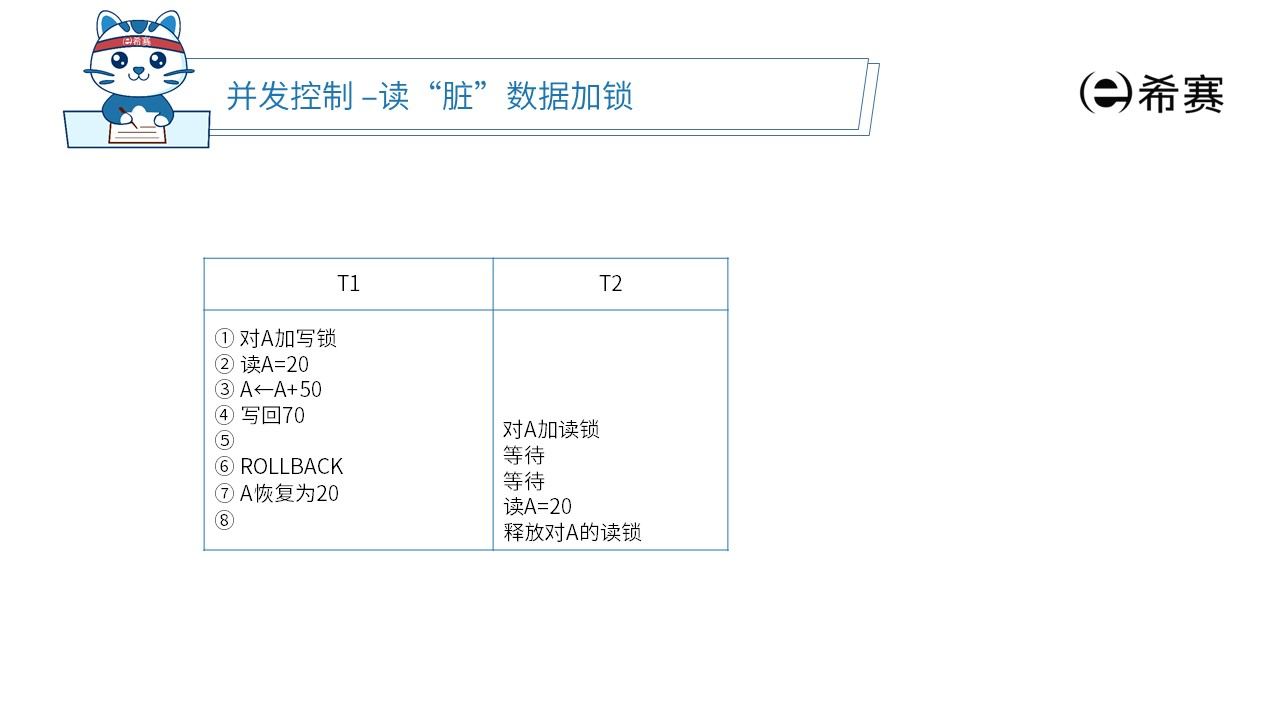 希赛
并发控制 –读“脏”数据加锁
希赛
T1
T2
① 对A加写锁
② 读A=20
③ A←A+50
④ 写回70
⑤
⑥ ROLLBACK
⑦ A恢复为20
⑧
对A加读锁
等待
等待
读A=20
释放对A的读锁